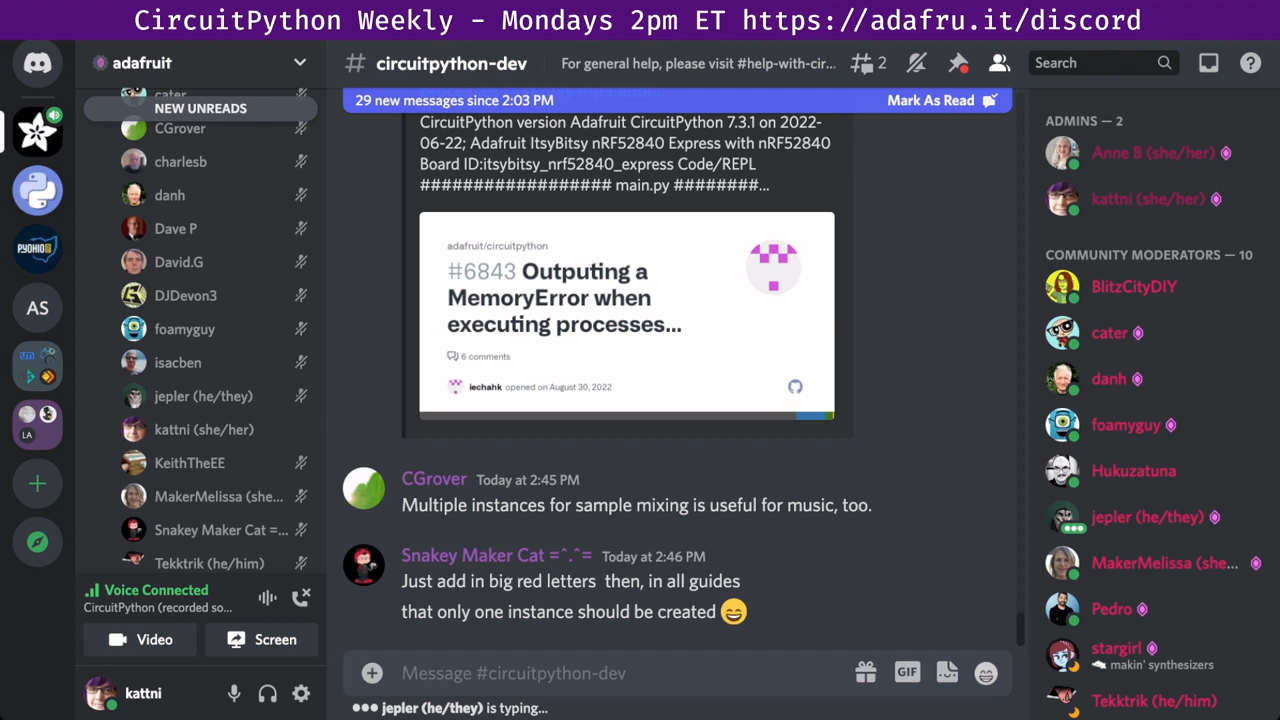 CircuitPython Weekly - Mondays 2pm ET https://adafru.it/discord
adafruit
cater
NEW UNREADS
CGrover
charlesb
danh
Dave P
David.G
DJDevon3
foamyguy
isacben
jepler (he/they)
kattni (she/her)
KeithTheEE
MakerMelissa (she...
Snakey Maker Cat =...
Tekktrik (he/him)
Voice Connected
CircuitPython (recorded so...
Video
Screen
kattni
AS
LA
# circuitpython-dev
For general help, please visit #help-with-cir...
2
Search
29 new messages since 2:03 PM
Mark As Read
CircuitPython version Adafruit CircuitPython 7.3.1 on 2022-
06-22; Adafruit ItsyBitsy nRF52840 Express with nRF52840
Board ID:itsybitsy_nrf52840_express Code/REPL
################## main.py ########...
adafruit/circuitpython
#6843 Outputing a
MemoryError when
executing processes...
6 comments
iechahk opened on August 30, 2022
CGrover Today at 2:45 PM
Multiple instances for sample mixing is useful for music, too.
Snakey Maker Cat =^.^= Today at 2:46 PM
Just add in big red letters then, in all guides
that only one instance should be created 😄
Message #circuitpython-dev
GIF
jepler (he/they) is typing...
ADMINS — 2
Anne B (she/her)
kattni (she/her)
COMMUNITY MODERATORS — 10
BlitzCityDIY
cater
danh
foamyguy
Hukuzatuna
jepler (he/they)
MakerMelissa (she...
Pedro
stargirl
makin' synthesizers
Tekktrik (he/him)